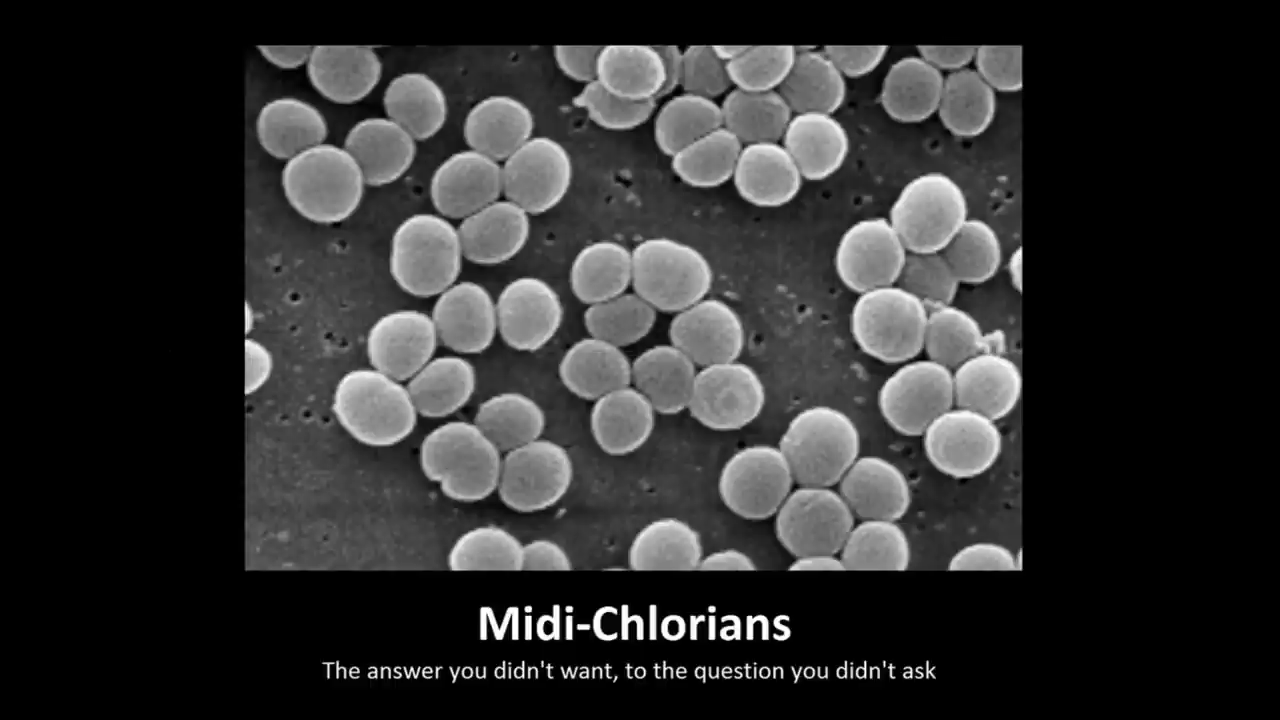 Midi-Chlorians
The answer you didn't want, to the question you didn't ask